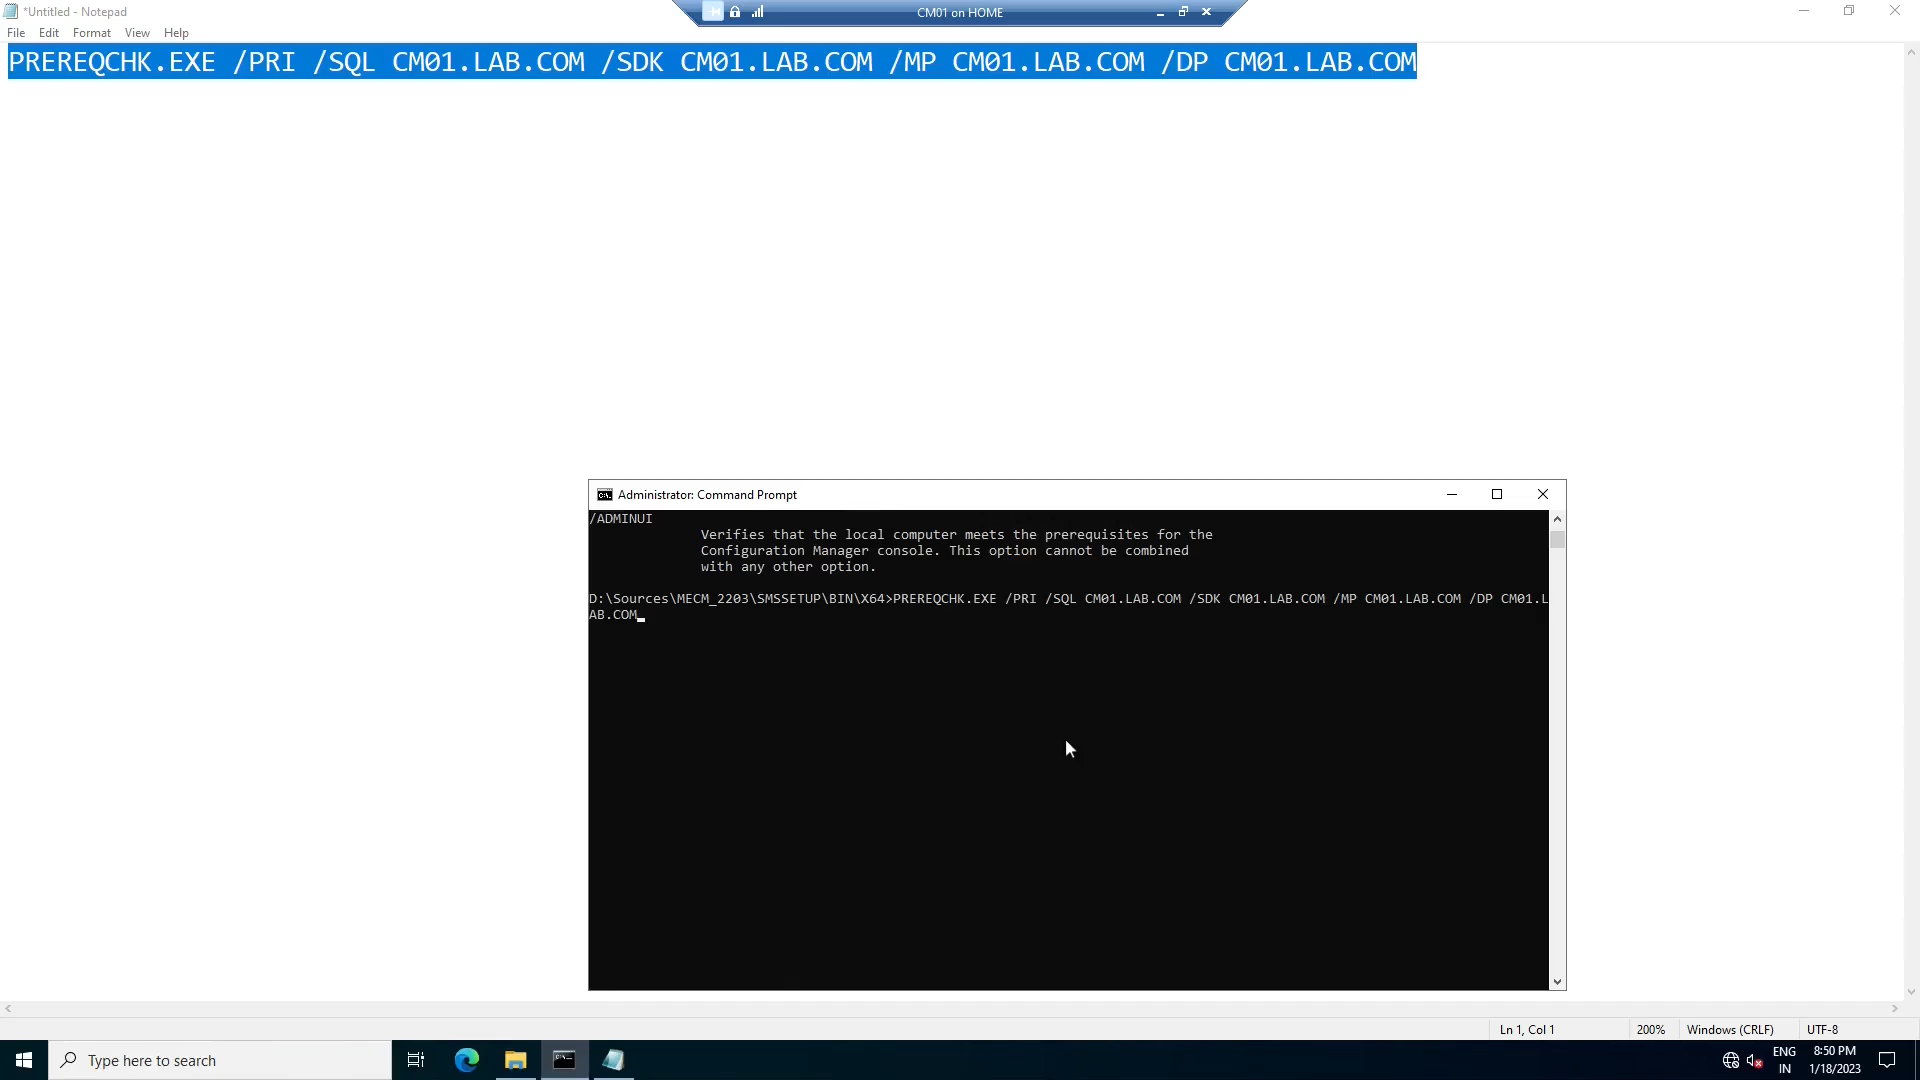 *Untitled - Notepad
CM01 on HOME
File Edit Format View Help
PREREQCHK.EXE /PRI /SQL CM01.LAB.COM /SDK CM01.LAB.COM /MP CM01.LAB.COM /DP CM01.LAB.COM
Administrator: Command Prompt
/ADMINUI
Verifies that the local computer meets the prerequisites for the
Configuration Manager console. This option cannot be combined
with any other option.
D:\Sources\MECM_2203\SMSSETUP\BIN\X64>PREREQCHK.EXE /PRI /SQL CM01.LAB.COM /SDK CM01.LAB.COM /MP CM01.LAB.COM /DP CM01.L
AB.COM
Ln 1, Col 1 200% Windows (CRLF) UTF-8
Type here to search
ENG
IN
8:50 PM
1/18/2023